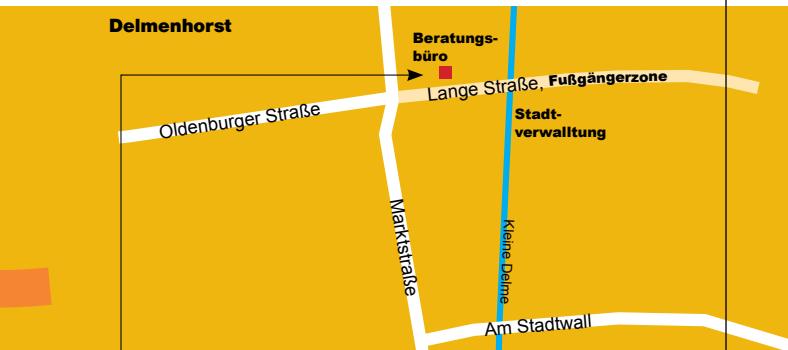 Delmenhorst
Beratungs-
büro
Lange Straße, Fußgängerzone
Oldenburger Straße
Stadt-
verwalltung
Marktstraße
Kleine Delme
Am Stadtwall